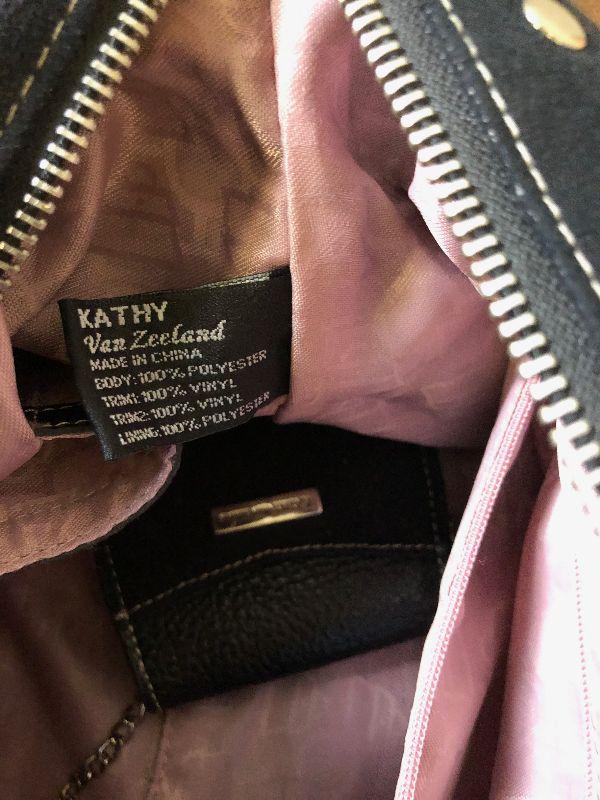 KATHY
Van Zeeland
MADE IN CHINA
BODY: 100% POLYESTER
TRIM1: 100% VINYL
TRIM2: 100% VINYL
LINING: 100% POLYESTER